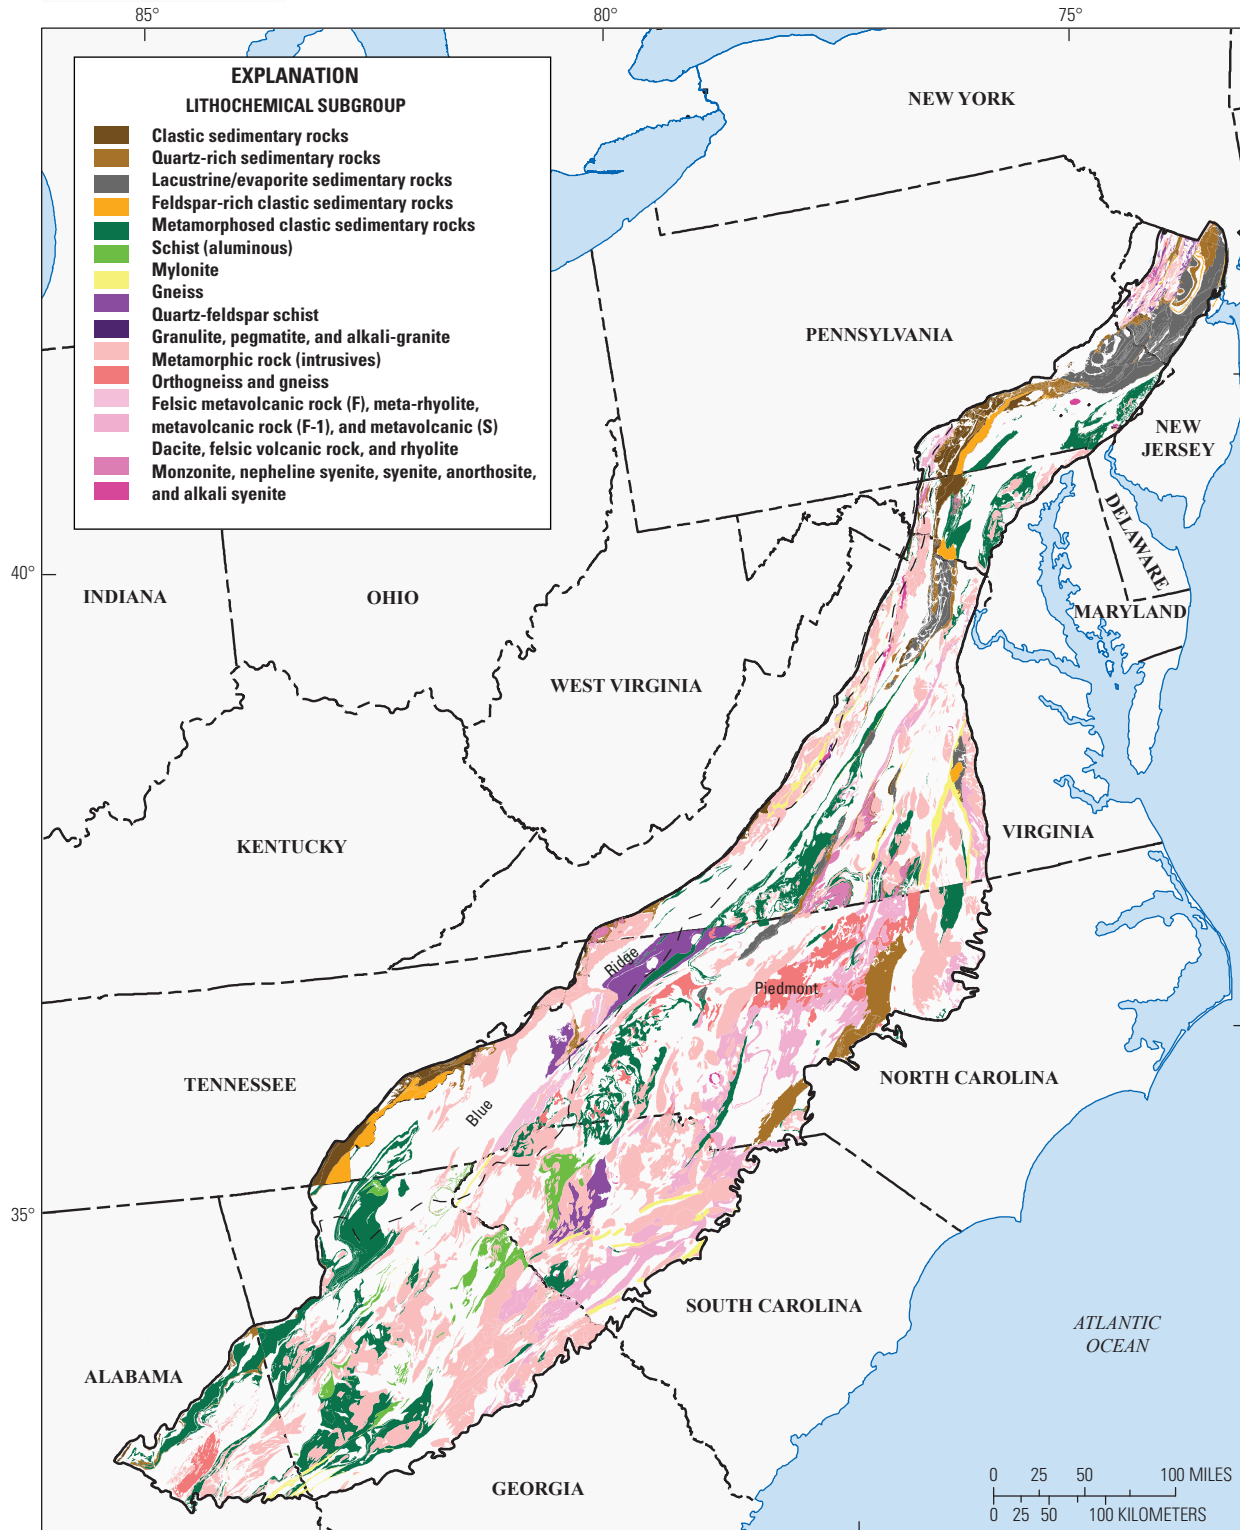 85°
80°
75°
EXPLANATION
LITHOCHEMICAL SUBGROUP
Clastic sedimentary rocks
Quartz-rich sedimentary rocks
Lacustrine/evaporite sedimentary rocks
Feldspar-rich clastic sedimentary rocks
Metamorphosed clastic sedimentary rocks
Schist (aluminous)
Mylonite
Gneiss
Quartz-feldspar schist
Granulite, pegmatite, and alkali-granite
Metamorphic rock (intrusives)
Orthogneiss and gneiss
Felsic metavolcanic rock (F), meta-rhyolite,
metavolcanic rock (F-1), and metavolcanic (S)
Dacite, felsic volcanic rock, and rhyolite
Monzonite, nepheline syenite, syenite, anorthosite,
and alkali syenite
NEW YORK
PENNSYLVANIA
NEW
JERSEY
DELAWARE
40°
INDIANA
OHIO
MARYLAND
WEST VIRGINIA
KENTUCKY
VIRGINIA
Ridge
Piedmont
TENNESSEE
Blue
NORTH CAROLINA
35°
SOUTH CAROLINA
ATLANTIC
OCEAN
ALABAMA
GEORGIA
0 25 50 100 MILES
0 25 50 100 KILOMETERS